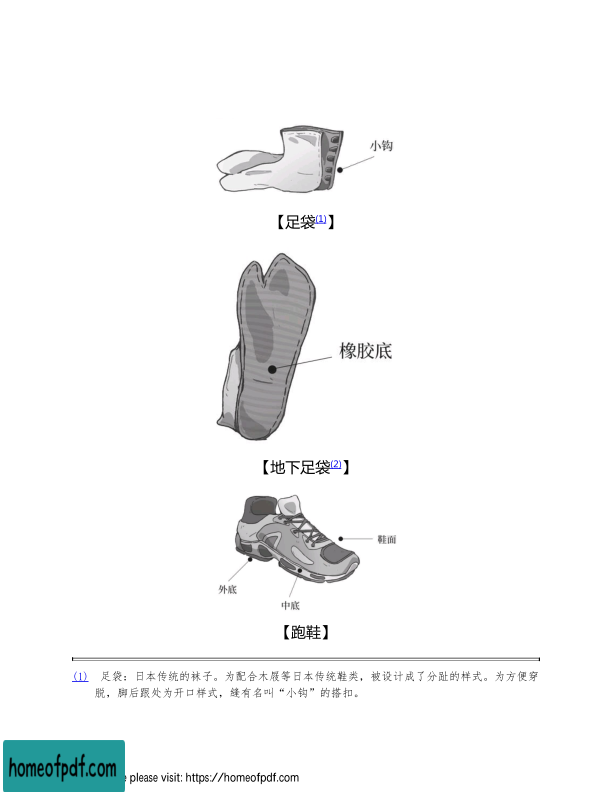 小钩
【足袋(1)】
橡胶底
【地下足袋(2)】
鞋面
外底
中底
【跑鞋】
(1) 足袋：日本传统的袜子。为配合木屐等日本传统鞋类，被设计成了分趾的样式。为方便穿
脱，脚后跟处为开口样式，缝有名叫“小钩”的搭扣。
homeofpdf.com
e please visit: https://homeofpdf.com